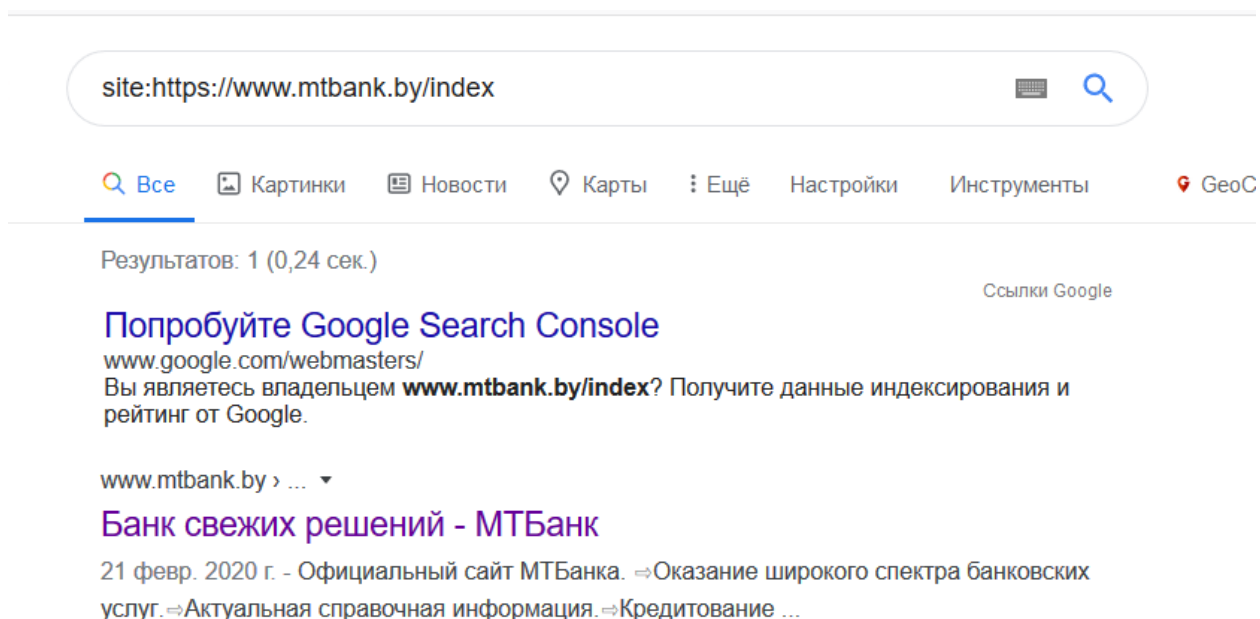 site:https://www.mtbank.by/index
Все Картинки Новости Карты Ещё Настройки Инструменты GeoC
Результатов: 1 (0,24 сек.)
Ссылки Google
Попробуйте Google Search Console
www.google.com/webmasters/
Вы являетесь владельцем www.mtbank.by/index? Получите данные индексирования и
рейтинг от Google.
www.mtbank.by › ...
Банк свежих решений - МТБанк
21 февр. 2020 г. - Официальный сайт МТБанка. ⇨Оказание широкого спектра банковских
услуг.⇨Актуальная справочная информация.⇨Кредитование ...